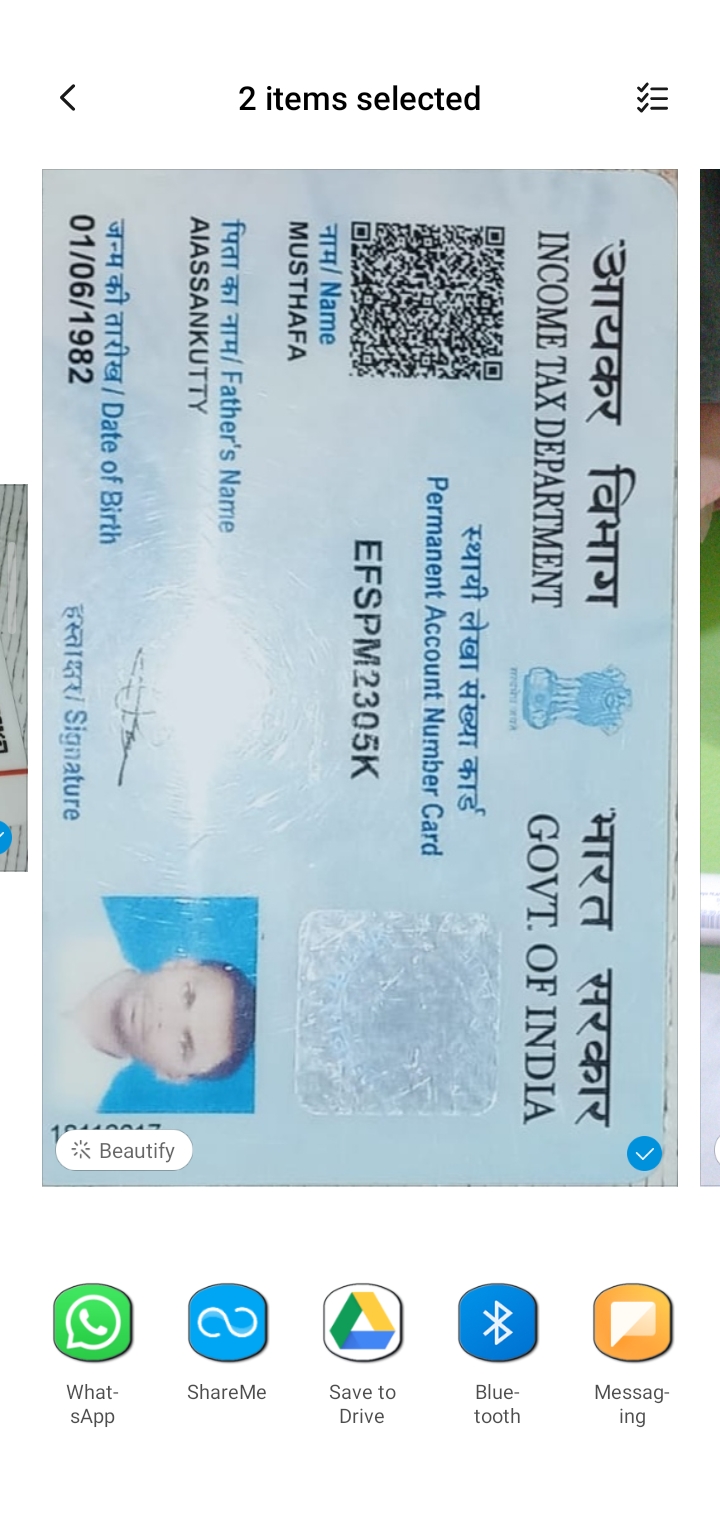 2 items selected
आयकर विभाग
INCOME TAX DEPARTMENT
भारत सरकार
GOVT. OF INDIA
सत्यमेव जयते
स्थायी लेखा संख्या कार्ड
Permanent Account Number Card
EFSPM2305K
नाम/ Name
MUSTHAFA
पिता का नाम/ Father's Name
AIASSANKUTTY
जन्म की तारीख/ Date of Birth
01/06/1982
हस्ताक्षर/ Signature
Beautify
What-
sApp
ShareMe
Save to
Drive
Blue-
tooth
Messag-
ing